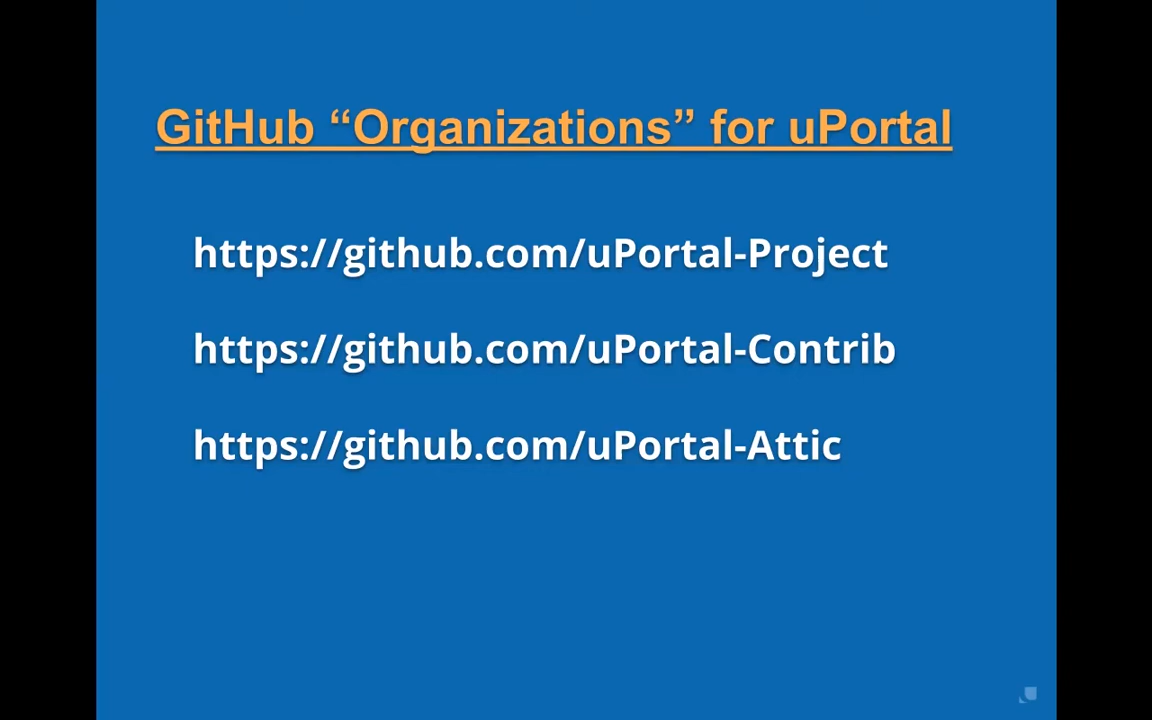 GitHub “Organizations” for uPortal
https://github.com/uPortal-Project
https://github.com/uPortal-Contrib
https://github.com/uPortal-Attic